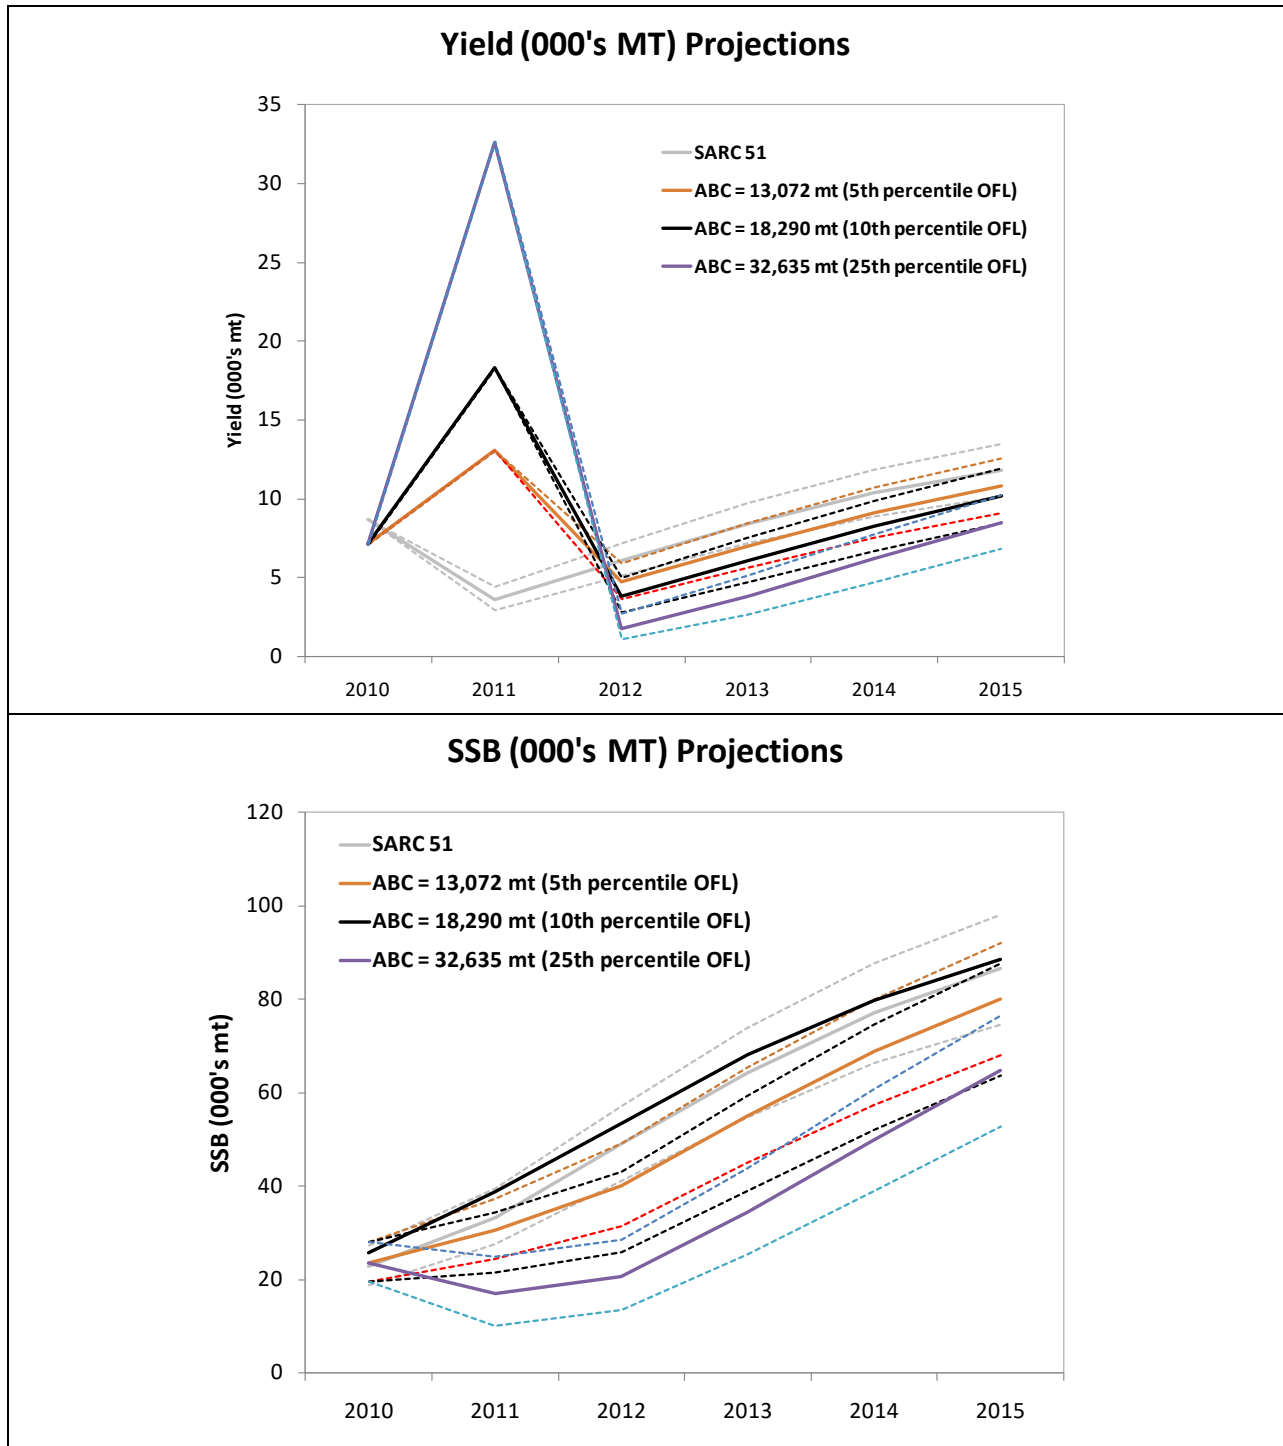 Yield (000's MT) Projections
35
30
25
20
15
10
5
0
Yield (000's mt)
SARC 51
ABC = 13,072 mt (5th percentile OFL)
ABC = 18,290 mt (10th percentile OFL)
ABC = 32,635 mt (25th percentile OFL)
2010 2011 2012 2013 2014 2015
SSB (000's MT) Projections
120
100
80
60
40
20
0
SSB (000's mt)
SARC 51
ABC = 13,072 mt (5th percentile OFL)
ABC = 18,290 mt (10th percentile OFL)
ABC = 32,635 mt (25th percentile OFL)
2010 2011 2012 2013 2014 2015